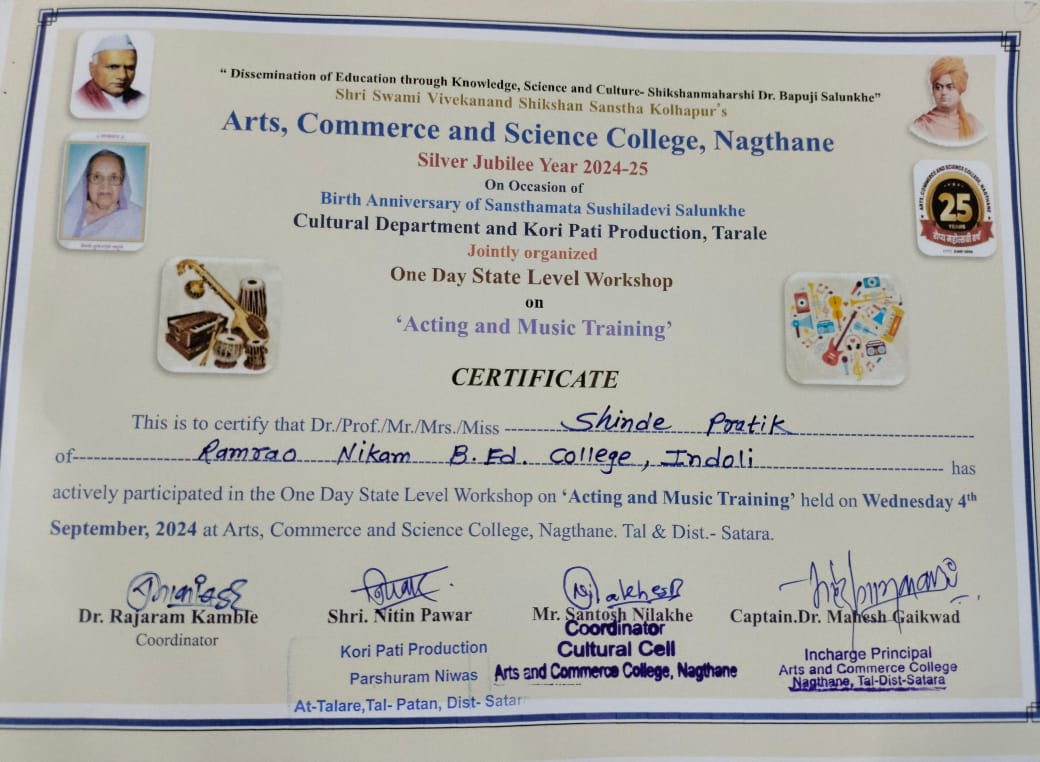 “ Dissemination of Education through Knowledge, Science and Culture- Shikshanmaharshi Dr. Bapuji Salunkhe”
Shri Swami Vivekanand Shikshan Sanstha Kolhapur’s
Arts, Commerce and Science College, Nagthane
Silver Jubilee Year 2024-25
On Occasion of
Birth Anniversary of Sansthamata Sushiladevi Salunkhe
Cultural Department and Kori Pati Production, Tarale
Jointly organized
One Day State Level Workshop
on
‘Acting and Music Training’
25
YEARS
CERTIFICATE
This is to certify that Dr./Prof./Mr./Mrs./Miss Shinde Pratik
of Ramrao Nikam B.Ed. College, Indoli has
actively participated in the One Day State Level Workshop on ‘Acting and Music Training’ held on Wednesday 4th
September, 2024 at Arts, Commerce and Science College, Nagthane. Tal & Dist.- Satara.
Dr. Rajaram Kamble
Coordinator
Shri. Nitin Pawar
Kori Pati Production
Parshuram Niwas
At-Talare,Tal- Patan, Dist- Satar
Mr. Santosh Nilakhe
Coordinator
Cultural Cell
Arts and Commerce College, Nagthane
Captain.Dr. Mahesh Gaikwad
Incharge Principal
Arts and Commerce College
Nagthane, Tal-Dist-Satara